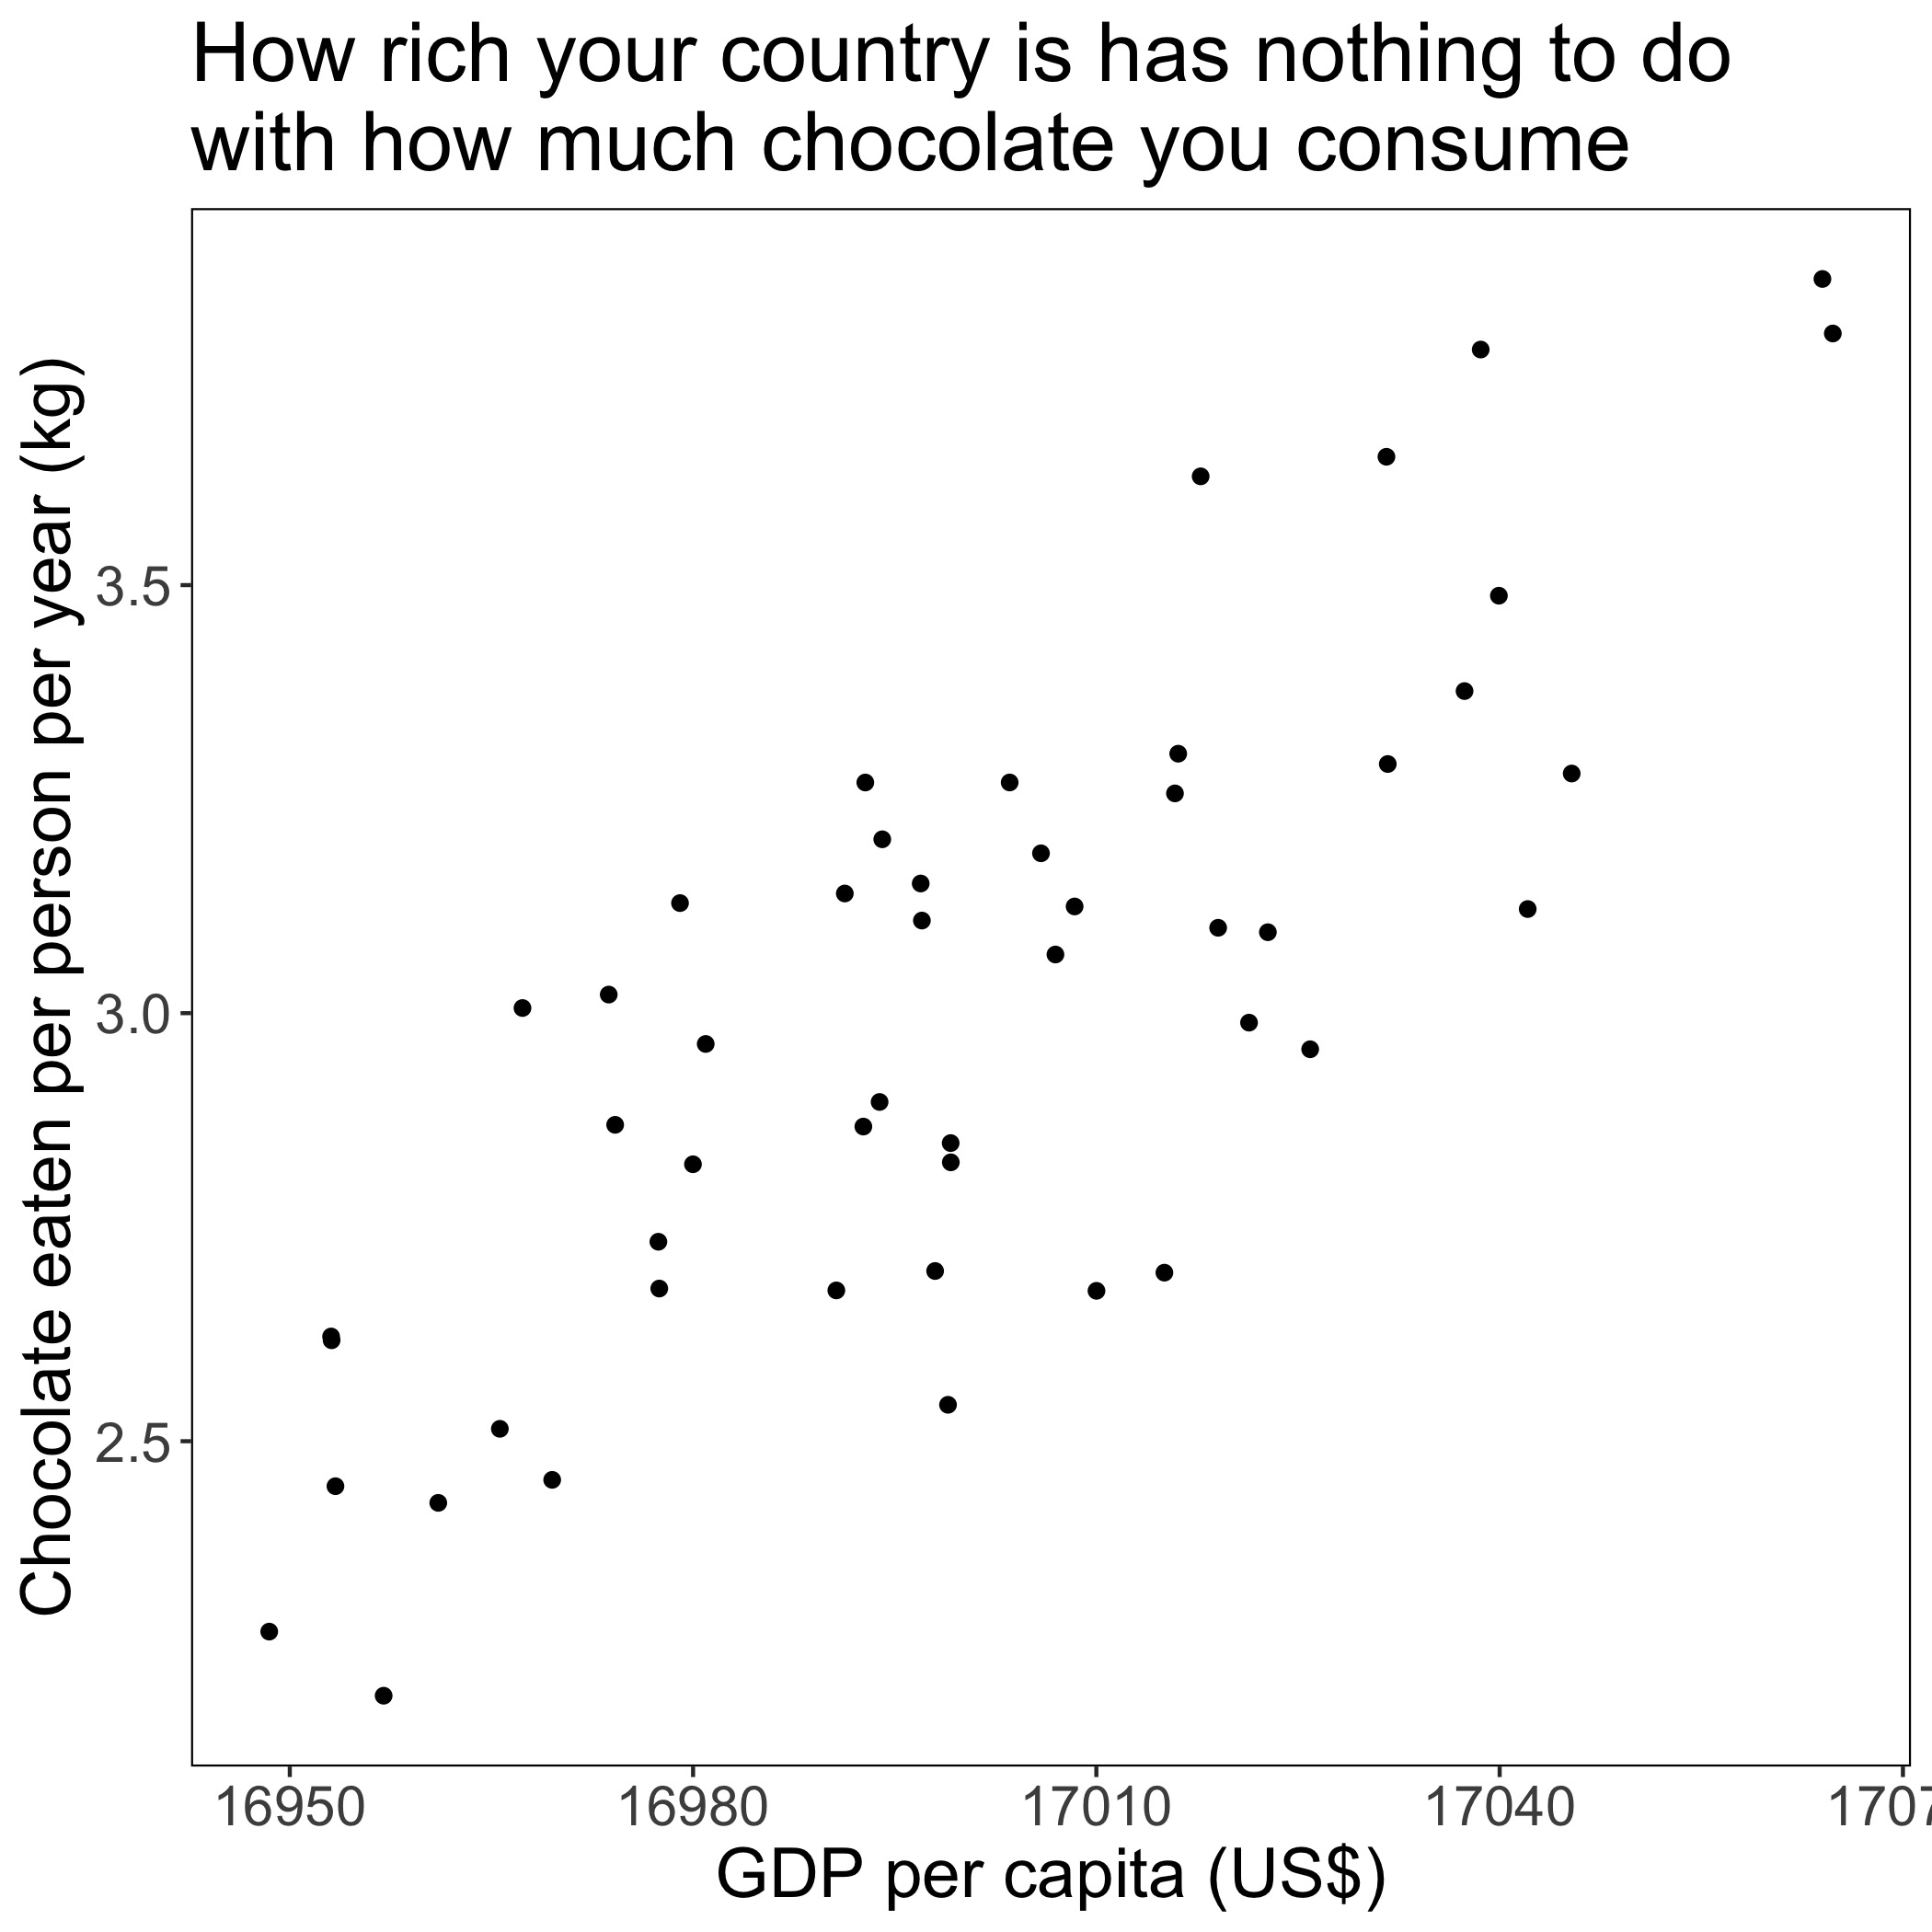 How rich your country is has nothing to do
with how much chocolate you consume
Chocolate eaten per person per year (kg)
3.5
3.0
2.5
16950
16980
17010
17040
GDP per capita (US$)